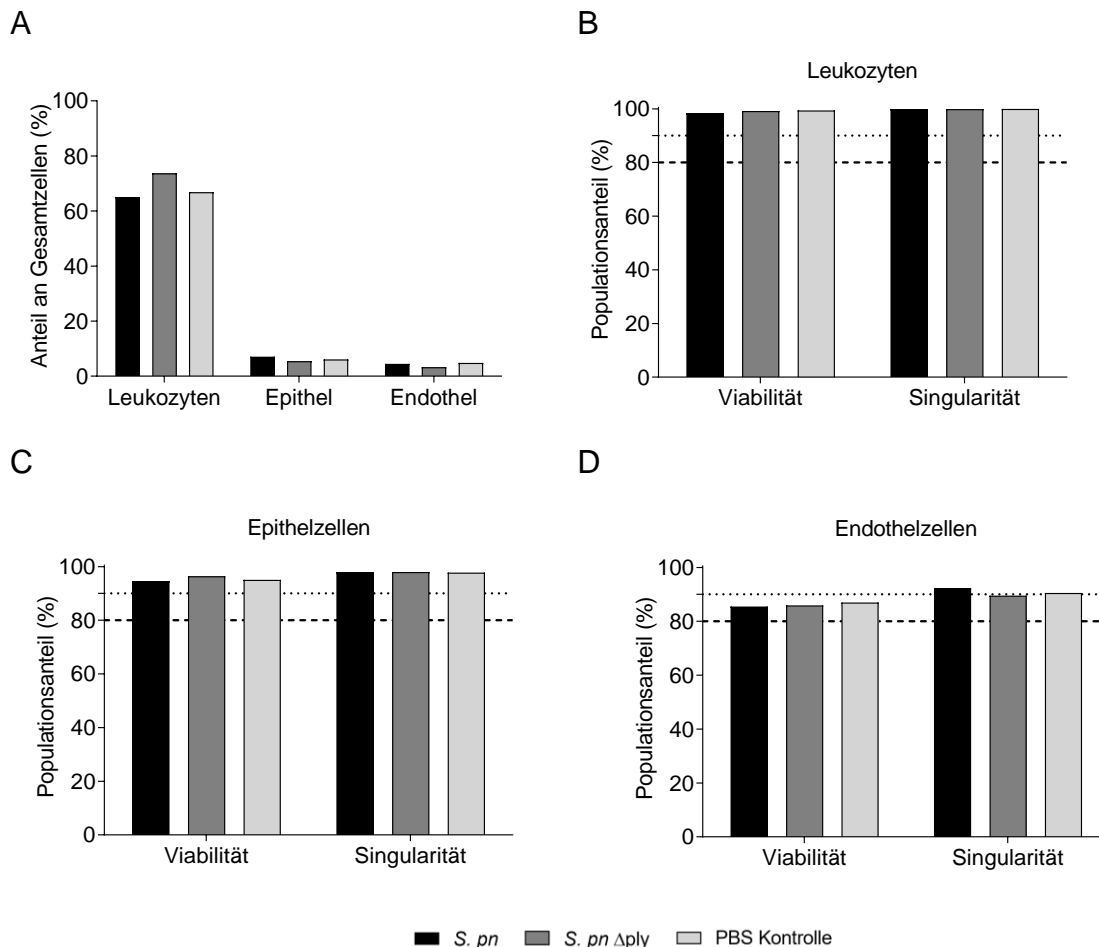 A
Anteil an Gesamtzellen (%)
100
80
60
40
20
0
Leukozyten Epithel Endothel
B
Leukozyten
Populationsanteil (%)
100
80
60
40
20
0
Viabilität Singularität
C
Epithelzellen
Populationsanteil (%)
100
80
60
40
20
0
Viabilität Singularität
D
Endothelzellen
Populationsanteil (%)
100
80
60
40
20
0
Viabilität Singularität
S. pn S. pn Δply PBS Kontrolle